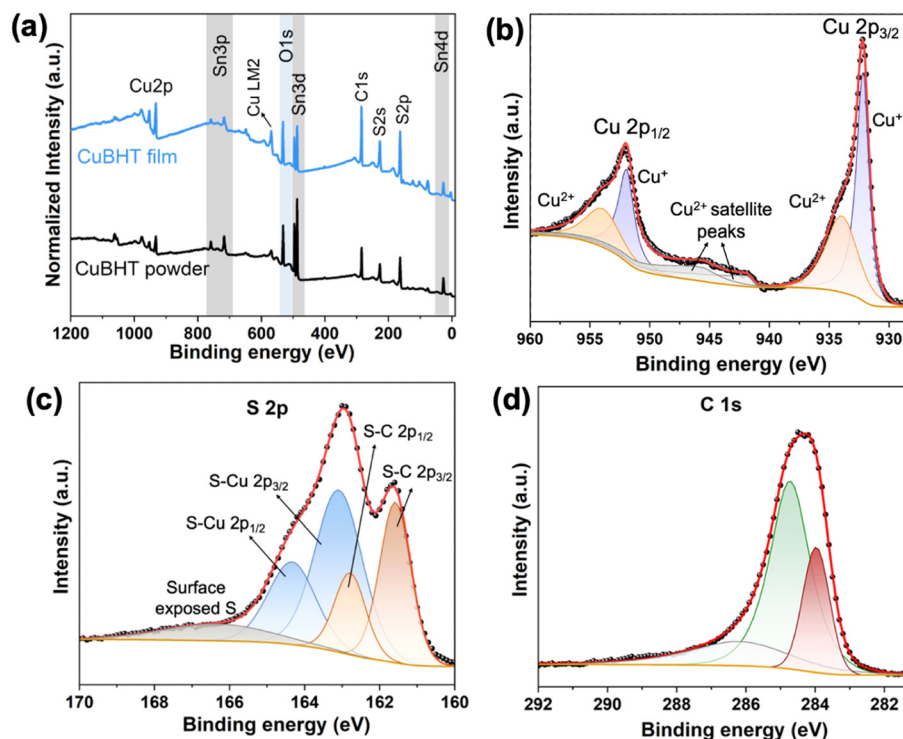 (a)
Normalized Intensity (a.u.)
Cu2p
Sn3p
Cu LM2
O1s
Sn3d
C1s
S2s
S2p
Sn4d
CuBHT film
CuBHT powder
1200 1000 800 600 400 200 0
Binding energy (eV)
(b)
Intensity (a.u.)
Cu 2p3/2
Cu+
Cu 2p1/2
Cu+
Cu2+
Cu2+ satellite
peaks
Cu2+
960 955 950 945 940 935 930
Binding energy (eV)
(c)
Intensity (a.u.)
S 2p
S-C 2p1/2
S-C 2p3/2
S-Cu 2p3/2
S-Cu 2p1/2
Surface
exposed S
170 168 166 164 162 160
Binding energy (eV)
(d)
Intensity (a.u.)
C 1s
292 290 288 286 284 282
Binding energy (eV)